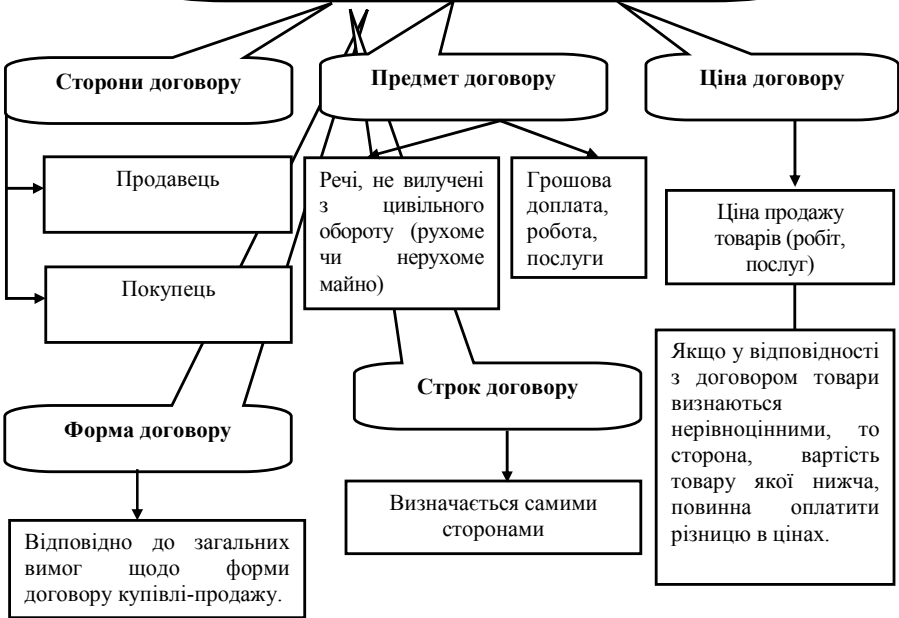 Сторони договору
Предмет договору
Ціна договору
Продавець
Покупець
Речі, не вилучені
з цивільного
обороту (рухоме
чи нерухоме
майно)
Грошова
доплата,
робота,
послуги
Ціна продажу
товарів (робіт,
послуг)
Якщо у відповідності
з договором товари
визнаються
нерівноцінними, то
сторона, вартість
товару якої нижча,
повинна оплатити
різницю в цінах.
Форма договору
Строк договору
Відповідно до загальних
вимог щодо форми
договору купівлі-продажу.
Визначається самими
сторонами